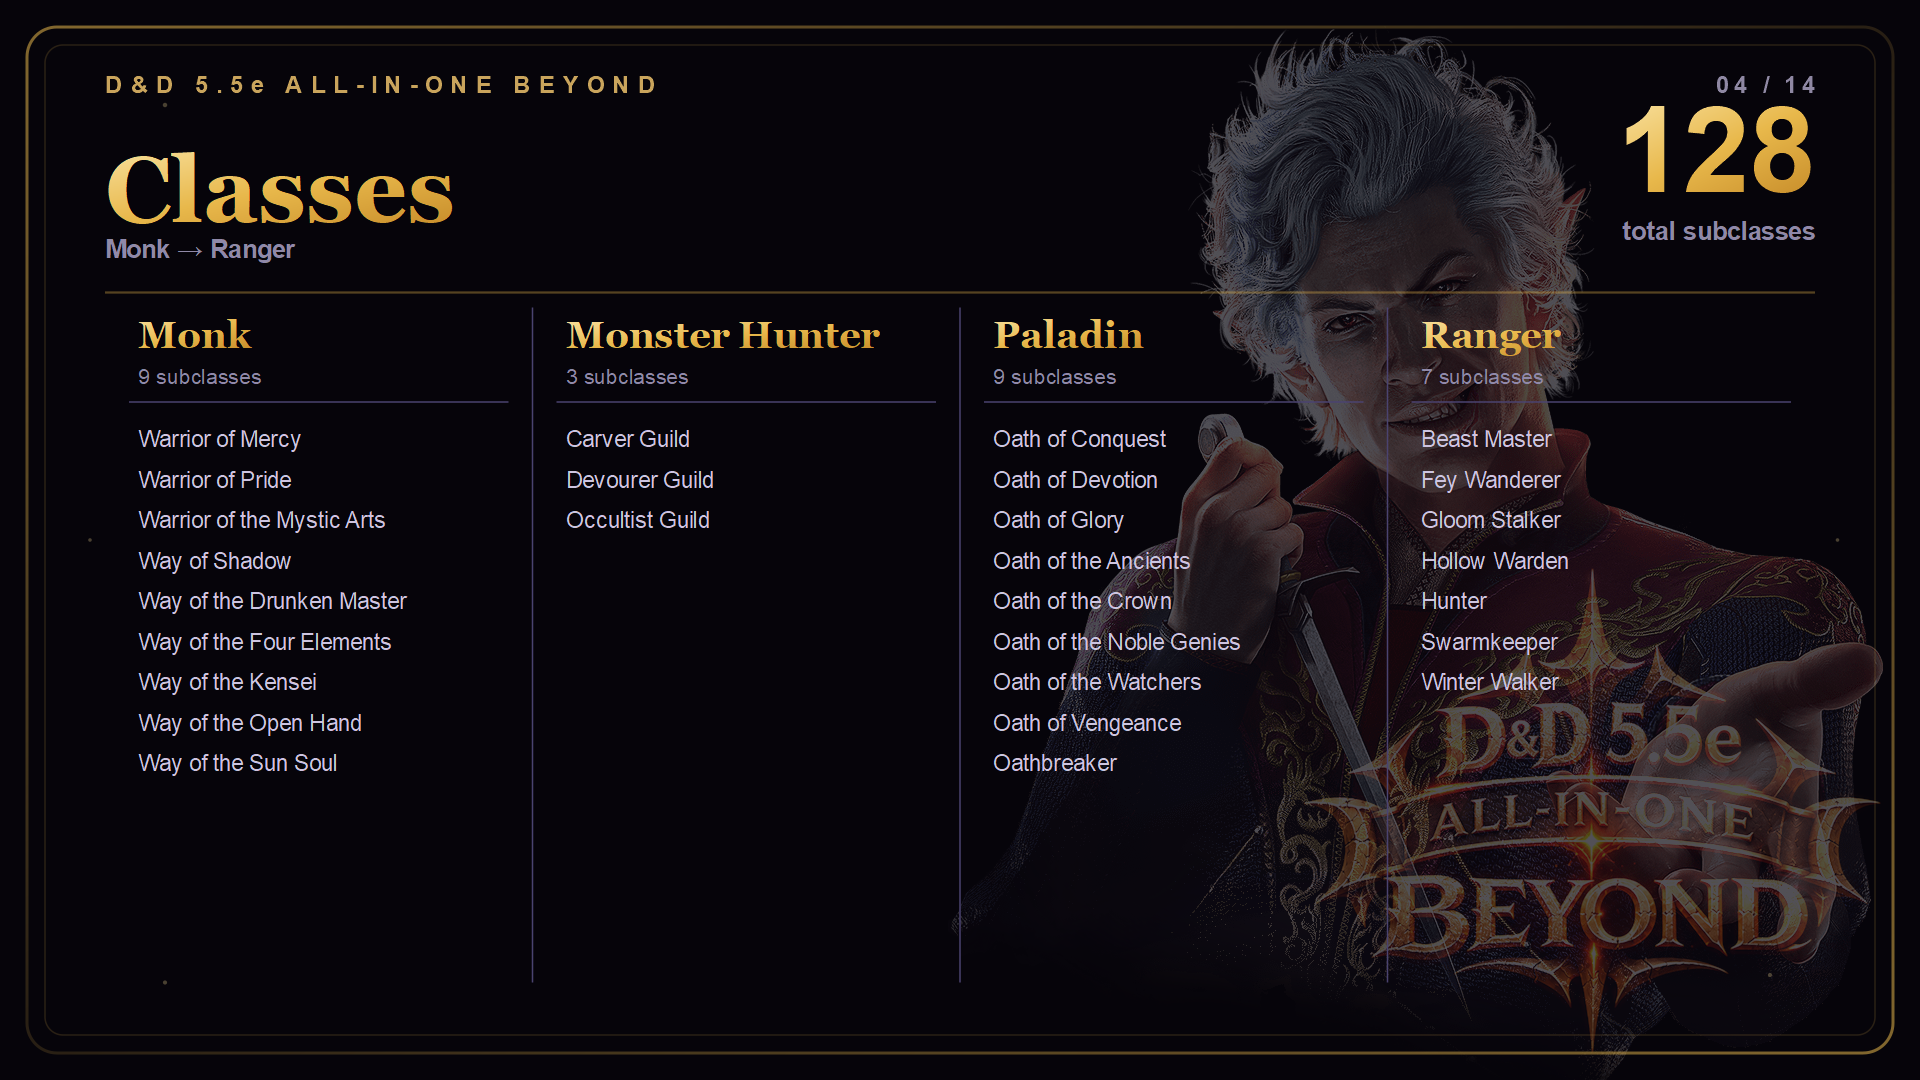 D&D 5.5e ALL-IN-ONE BEYOND
04 / 14
128
total subclasses
Classes
Monk → Ranger
Monk
9 subclasses
Warrior of Mercy
Warrior of Pride
Warrior of the Mystic Arts
Way of Shadow
Way of the Drunken Master
Way of the Four Elements
Way of the Kensei
Way of the Open Hand
Way of the Sun Soul
Monster Hunter
3 subclasses
Carver Guild
Devourer Guild
Occultist Guild
Paladin
9 subclasses
Oath of Conquest
Oath of Devotion
Oath of Glory
Oath of the Ancients
Oath of the Crown
Oath of the Noble Genies
Oath of the Watchers
Oath of Vengeance
Oathbreaker
Ranger
7 subclasses
Beast Master
Fey Wanderer
Gloom Stalker
Hollow Warden
Hunter
Swarmkeeper
Winter Walker
D&D 5.5e
ALL-IN-ONE
BEYOND